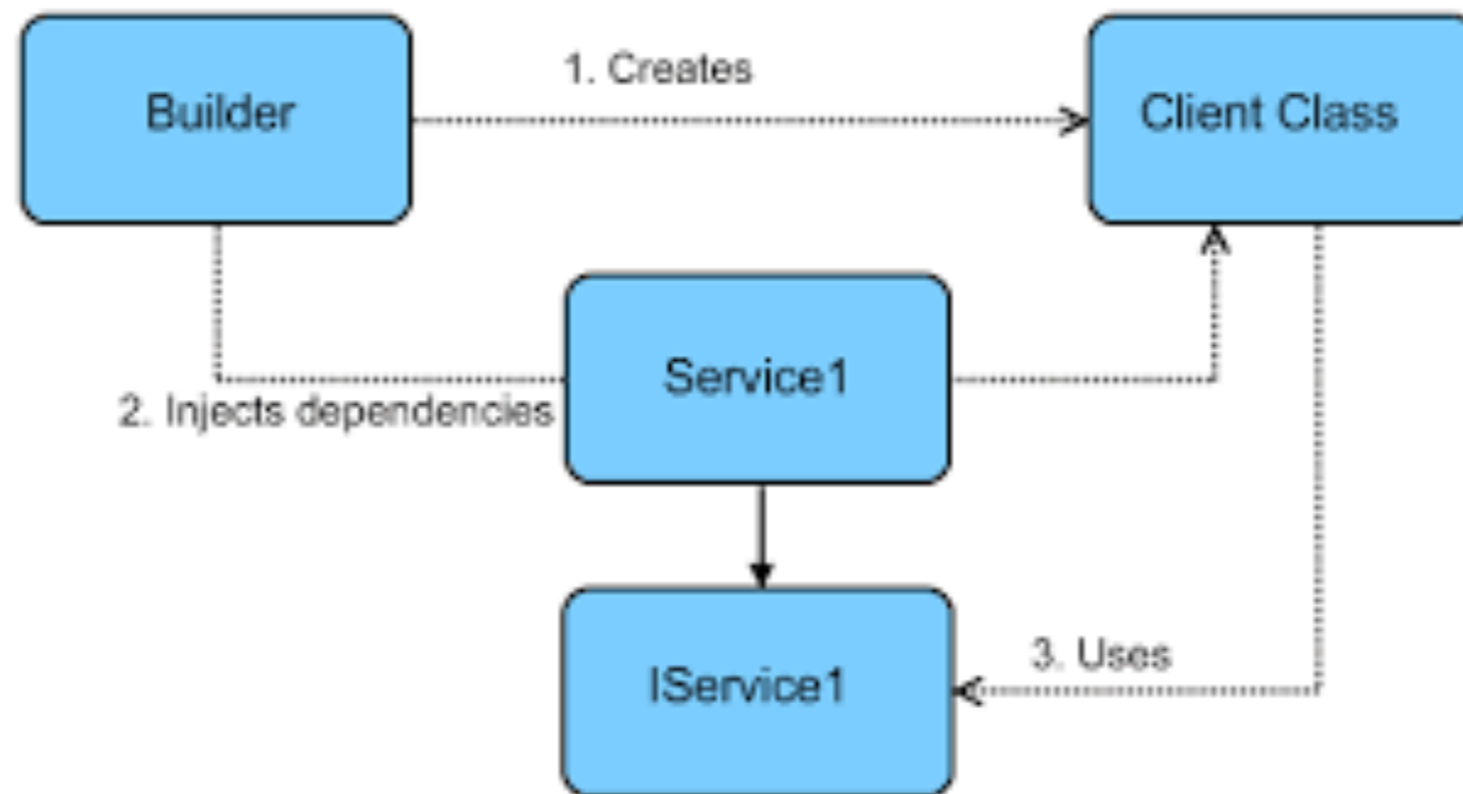 1. Creates
Builder
Client Class
Service1
2. Injects dependencies
3. Uses
IService1